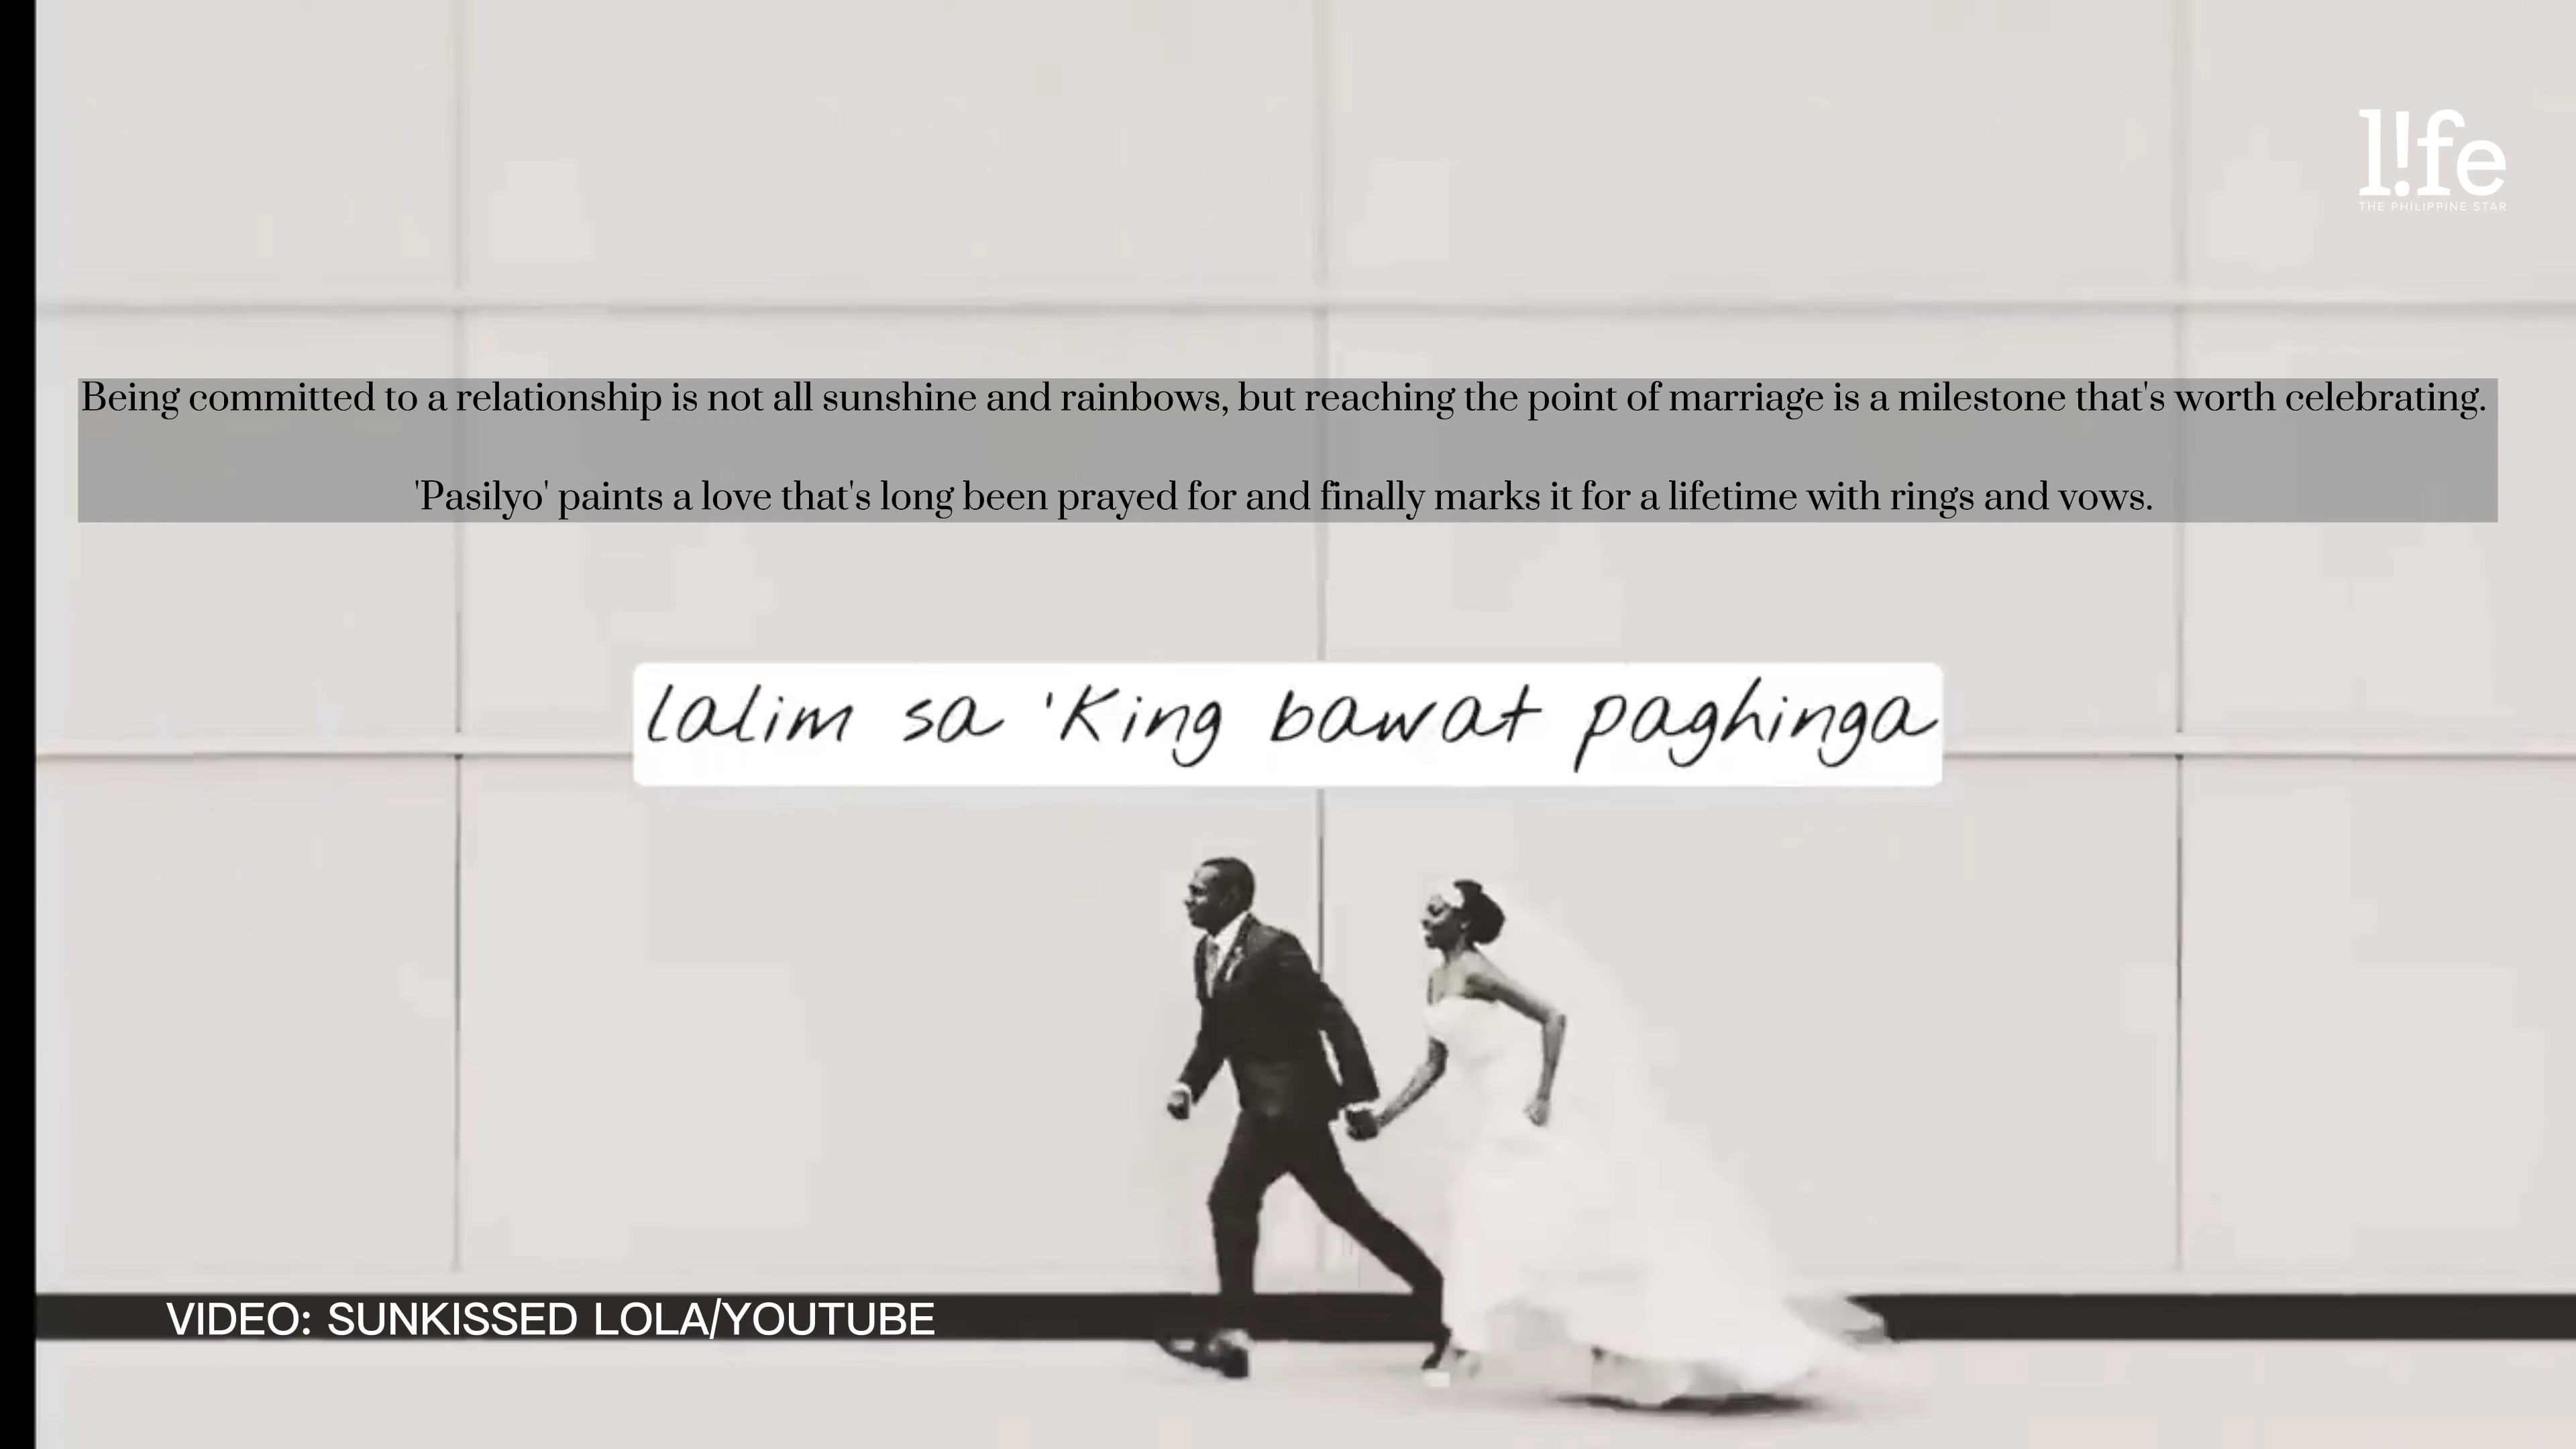 l!fe
THE PHILIPPINE STAR
Being committed to a relationship is not all sunshine and rainbows, but reaching the point of marriage is a milestone that's worth celebrating.
'Pasilyo' paints a love that's long been prayed for and finally marks it for a lifetime with rings and vows.
lalim sa 'King bawat paghinga
VIDEO: SUNKISSED LOLA/YOUTUBE